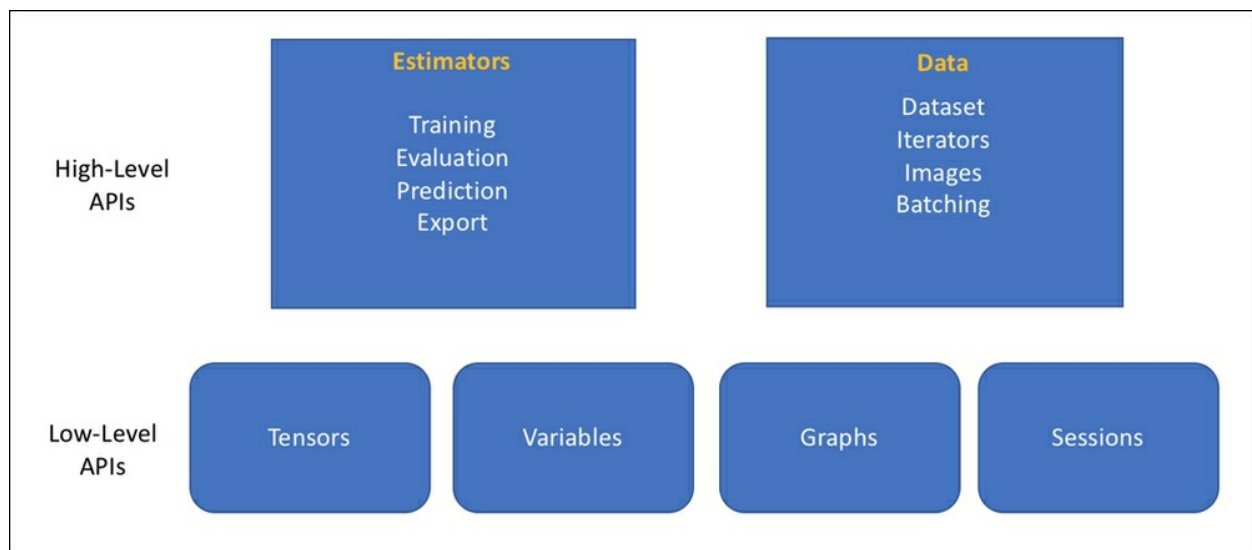 High-Level
APIs
Estimators
Training
Evaluation
Prediction
Export
Data
Dataset
Iterators
Images
Batching
Low-Level
APIs
Tensors
Variables
Graphs
Sessions